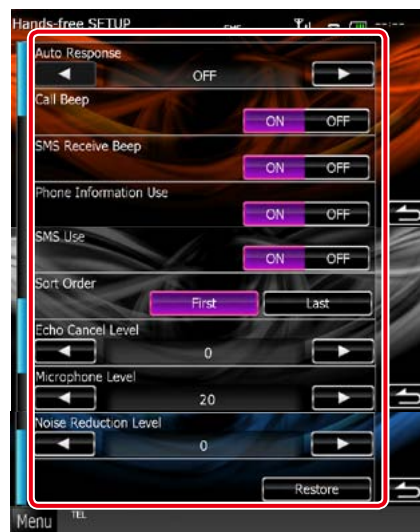 Hands-free SETUP
Auto Response
OFF
Call Beep
ON OFF
SMS Receive Beep
ON OFF
Phone Information Use
ON OFF
SMS Use
ON OFF
Sort Order
First Last
Echo Cancel Level
0
Microphone Level
20
Noise Reduction Level
0
Restore
Menu TEL